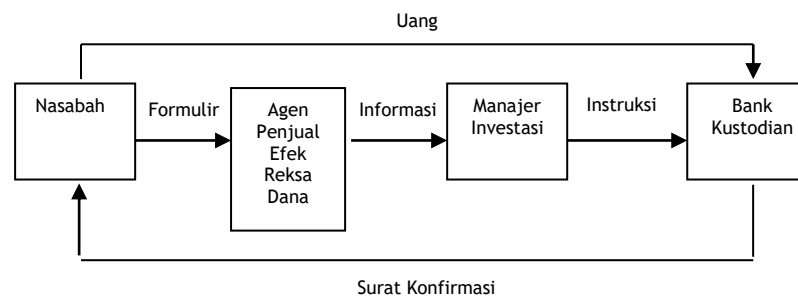 Uang
Nasabah
Formulir
Agen
Penjual
Efek
Reksa
Dana
Informasi
Manajer
Investasi
Instruksi
Bank
Kustodian
Surat Konfirmasi